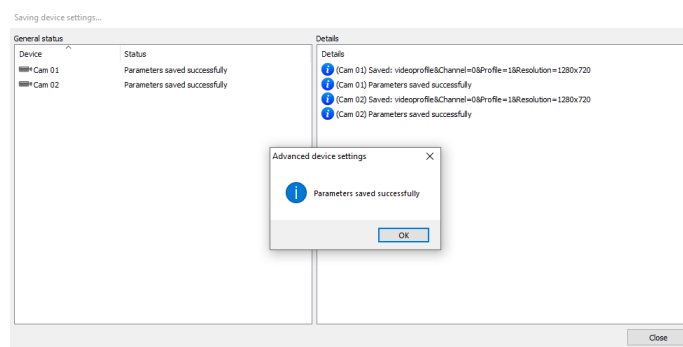 Saving device settings...
General status
Device Status
Cam 01 Parameters saved successfully
Cam 02 Parameters saved successfully
Details
Details
(Cam 01) Saved: videoprofile&Channel=0&Profile=1&Resolution=1280x720
(Cam 01) Parameters saved successfully
(Cam 02) Saved: videoprofile&Channel=0&Profile=1&Resolution=1280x720
(Cam 02) Parameters saved successfully
Advanced device settings
Parameters saved successfully
OK
Close